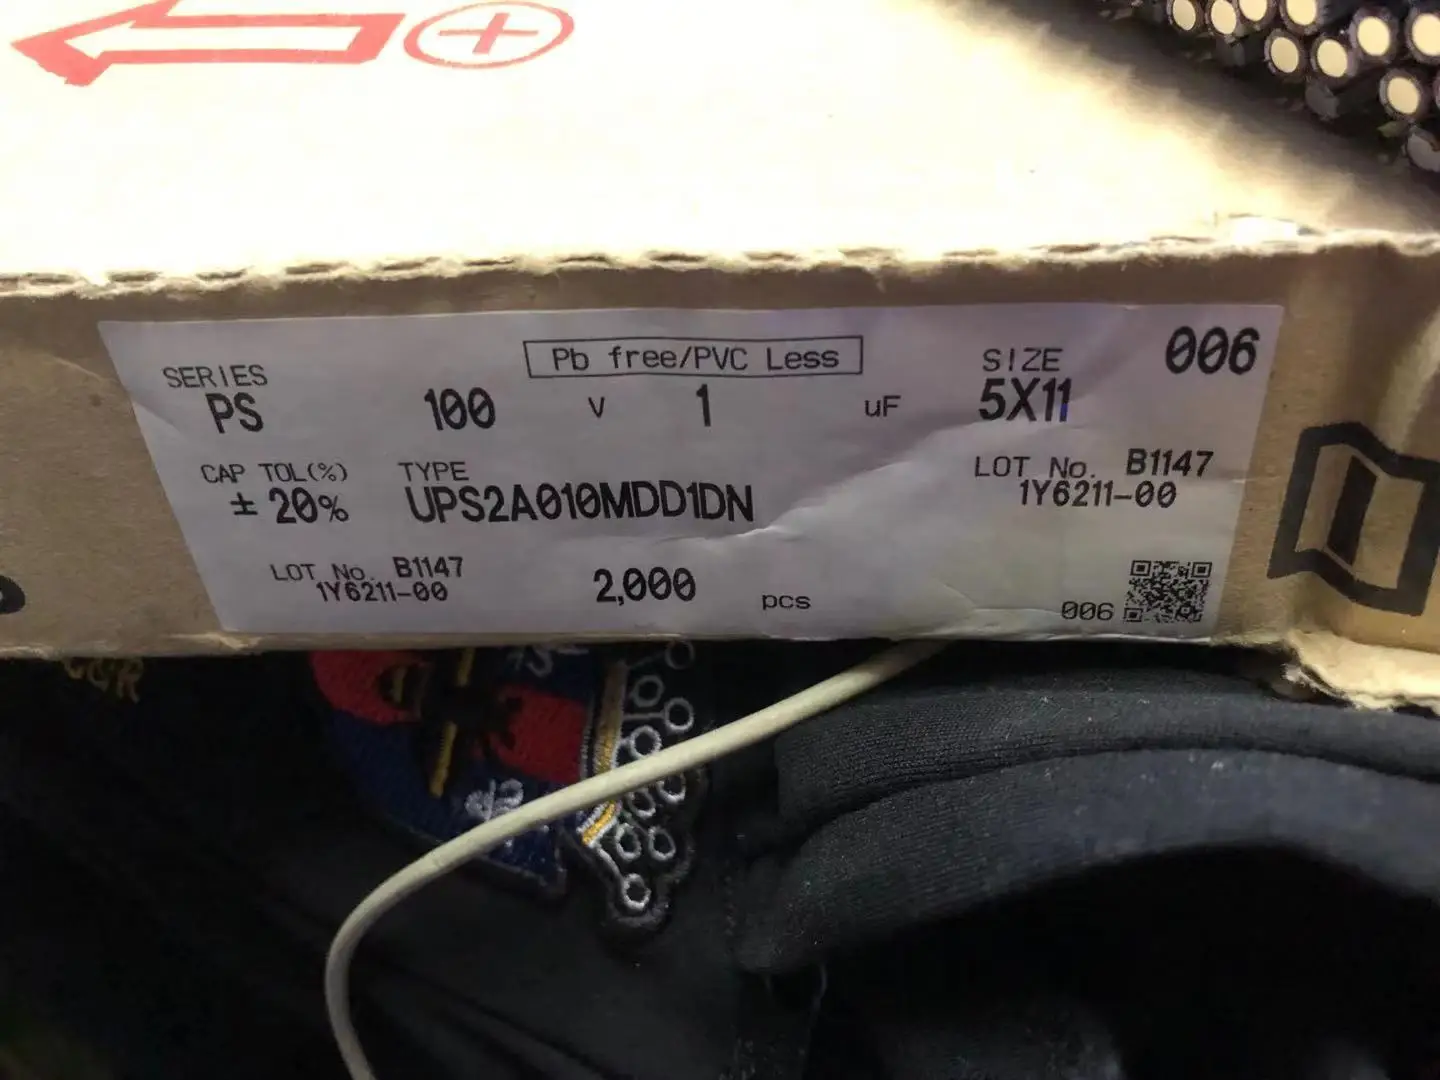 Pb free/PVC Less
006
SERIES
SIZE
PS 100 V 1 uF 5X11
CAP TOL(%) TYPE
± 20% UPS2A010MDD1DN
LOT No. B1147
1Y6211-00
LOT No. B1147
1Y6211-00
2,000 pcs
006